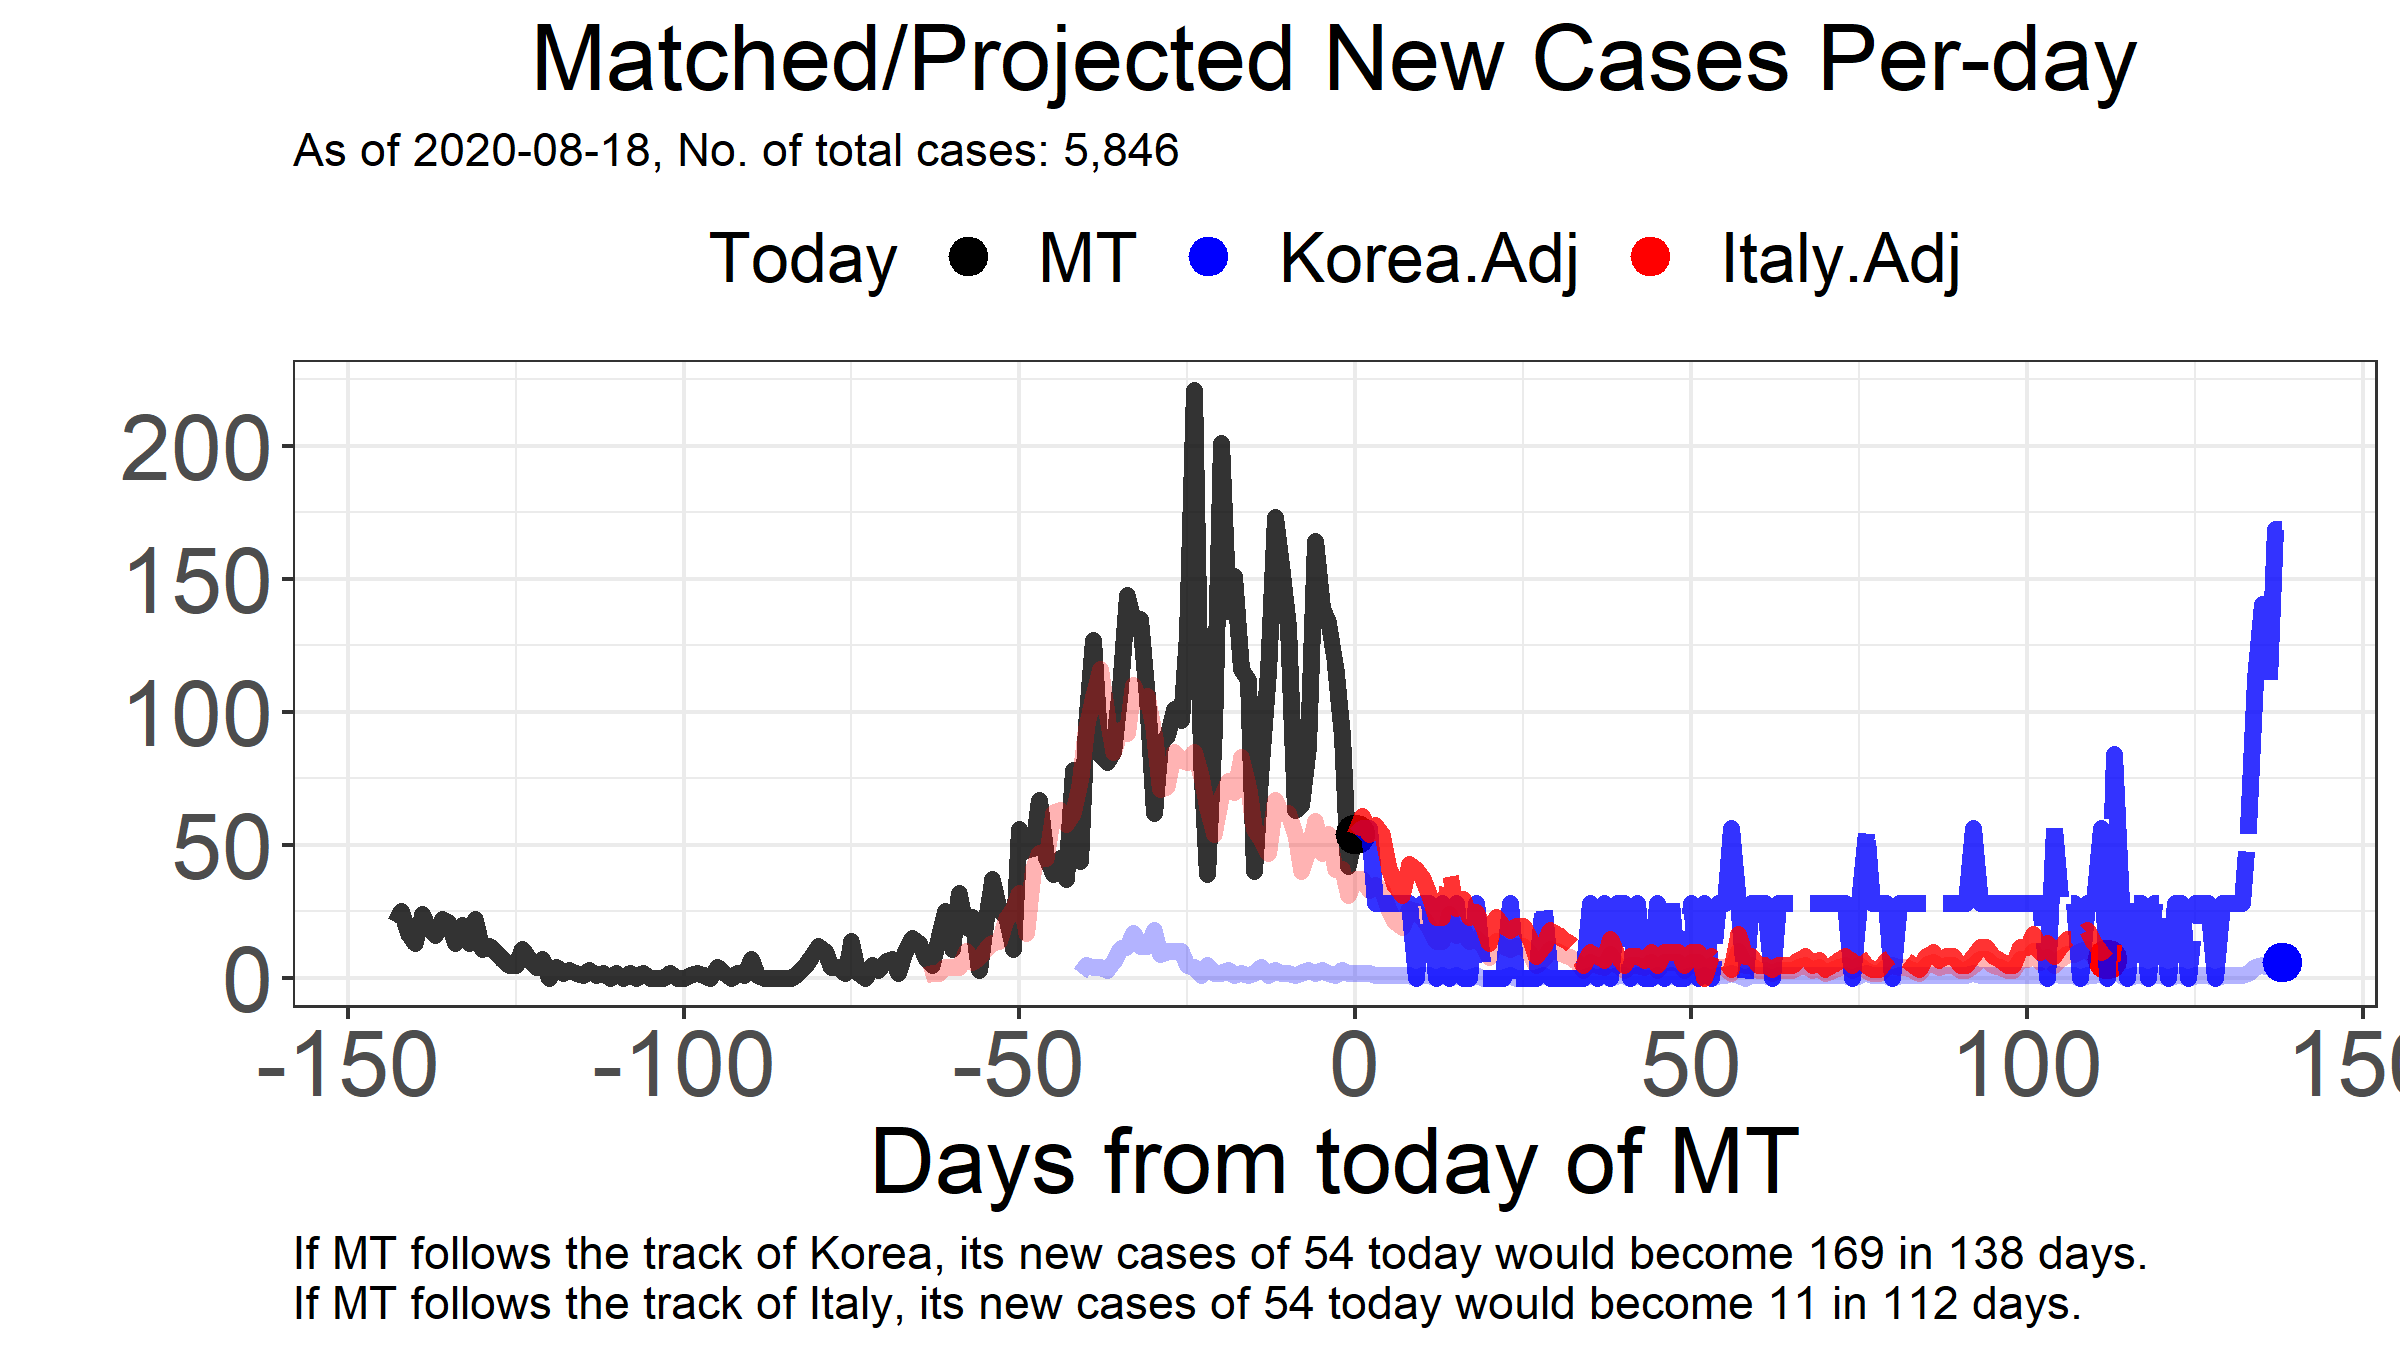 Matched/Projected New Cases Per-day
As of 2020-08-18, No. of total cases: 5,846
Today MT Korea.Adj Italy.Adj
200
150
100
50
0
-150 -100 -50 0 50 100 150
Days from today of MT
If MT follows the track of Korea, its new cases of 54 today would become 169 in 138 days.
If MT follows the track of Italy, its new cases of 54 today would become 11 in 112 days.